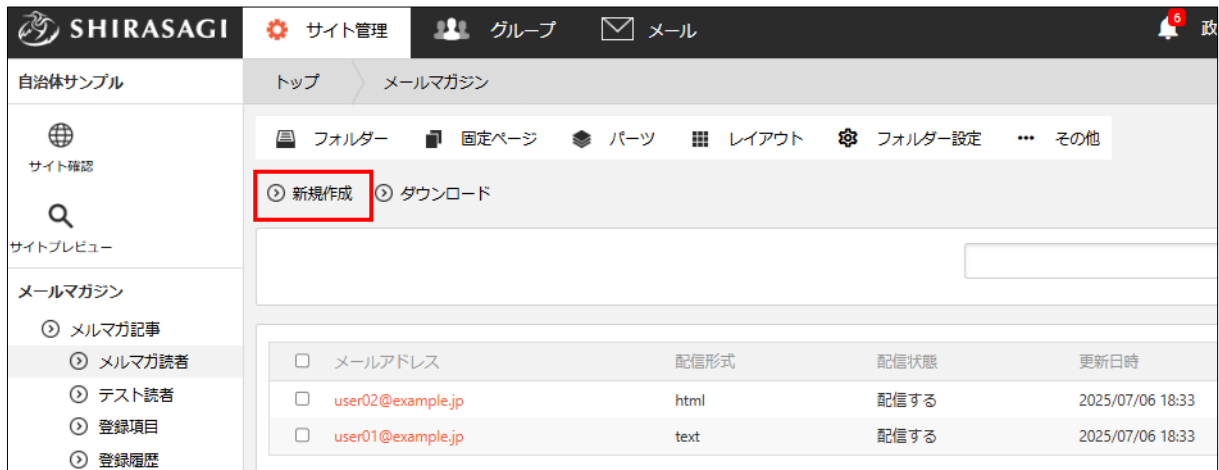 SHIRASAGI サイト管理 グループ メール 6 政
自治体サンプル トップ メールマガジン
フォルダー 固定ページ パーツ レイアウト フォルダー設定 その他
サイト確認
新規作成 ダウンロード
サイトプレビュー
メールマガジン
メルマガ記事
メルマガ読者
テスト読者
登録項目
登録履歴
メールアドレス 配信形式 配信状態 更新日時
user02@example.jp html 配信する 2025/07/06 18:33
user01@example.jp text 配信する 2025/07/06 18:33